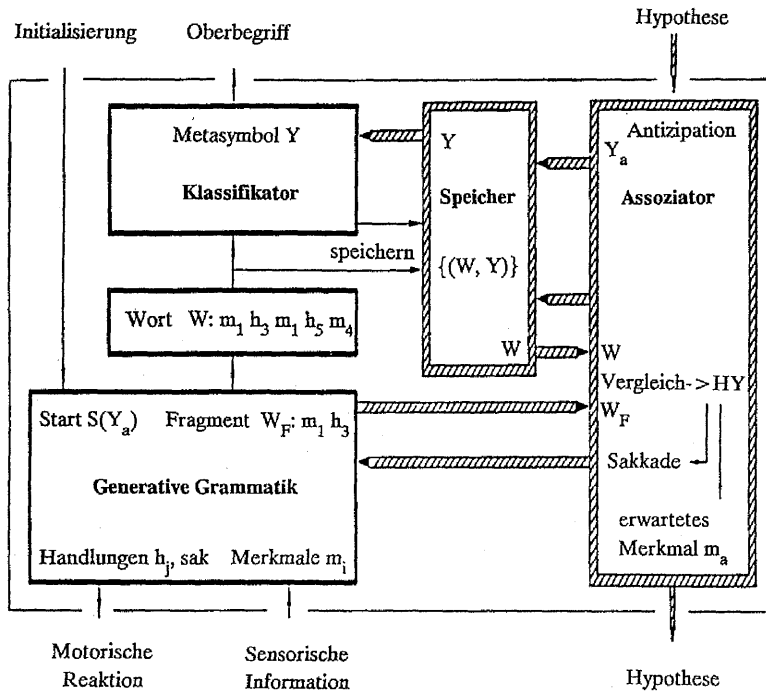 Initialisierung
Oberbegriff
Hypothese
Metasymbol Y
Klassifikator
Y
Speicher
{(W, Y)}
W
speichern
Antizipation
Y_a
Assoziator
W
Vergleich->HY
W_F
Sakkade
erwartetes
Merkmal m_a
Wort W: m_1 h_3 m_1 h_5 m_4
Start S(Y_a) Fragment W_F: m_1 h_3
Generative Grammatik
Handlungen h_j, sak Merkmale m_i
Motorische
Reaktion
Sensorische
Information
Hypothese